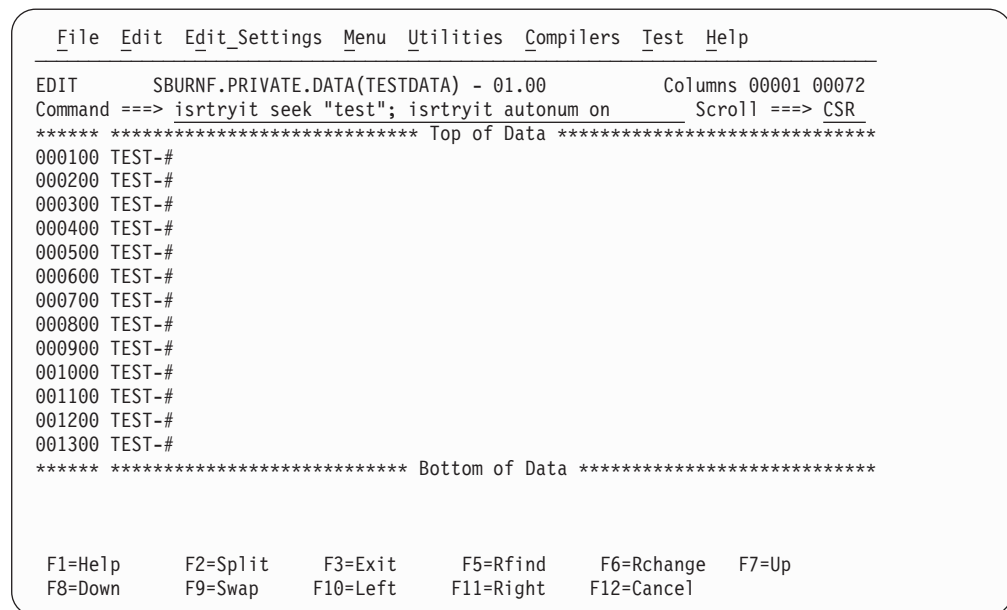 File Edit Edit_Settings Menu Utilities Compilers Test Help
EDIT SBURNF.PRIVATE.DATA(TESTDATA) - 01.00 Columns 00001 00072
Command ===> isrtryit seek "test"; isrtryit autonum on Scroll ===> CSR
****** ***************************** Top of Data ******************************
000100 TEST-#
000200 TEST-#
000300 TEST-#
000400 TEST-#
000500 TEST-#
000600 TEST-#
000700 TEST-#
000800 TEST-#
000900 TEST-#
001000 TEST-#
001100 TEST-#
001200 TEST-#
001300 TEST-#
****** **************************** Bottom of Data ****************************
F1=Help F2=Split F3=Exit F5=Rfind F6=Rchange F7=Up
F8=Down F9=Swap F10=Left F11=Right F12=Cancel